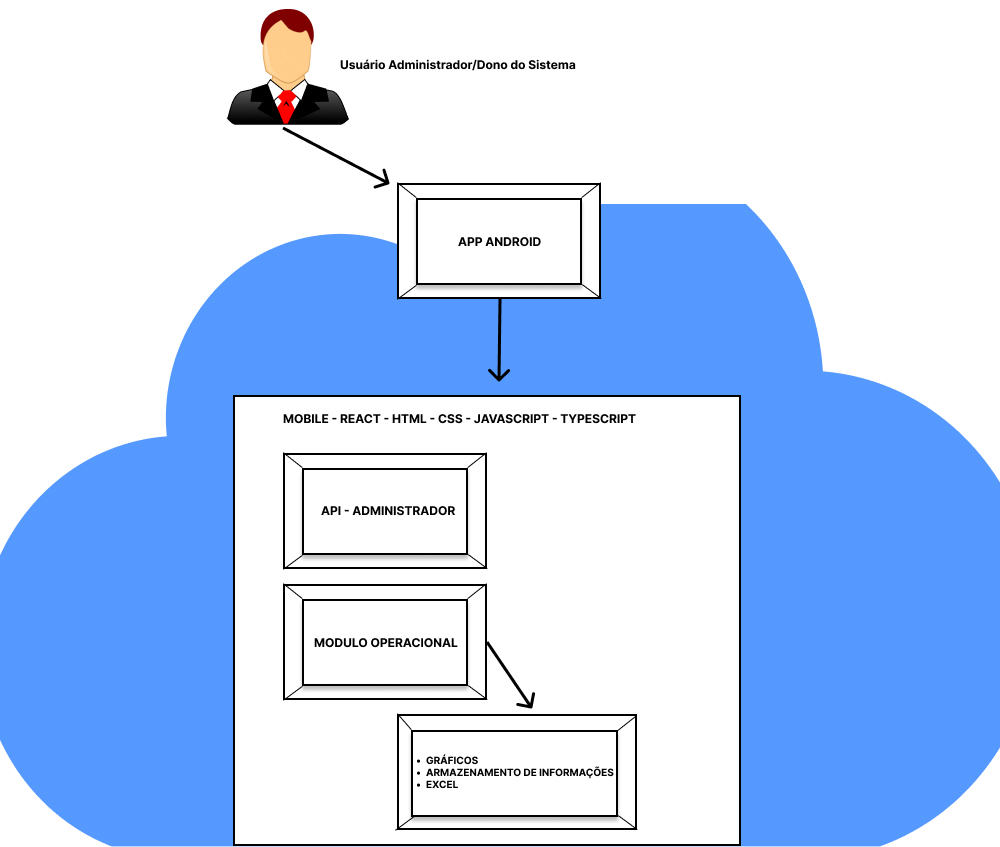 Usuário Administrador/Dono do Sistema
APP ANDROID
MOBILE - REACT - HTML - CSS - JAVASCRIPT - TYPESCRIPT
API - ADMINISTRADOR
MODULO OPERACIONAL
• GRÁFICOS
• ARMAZENAMENTO DE INFORMAÇÕES
• EXCEL